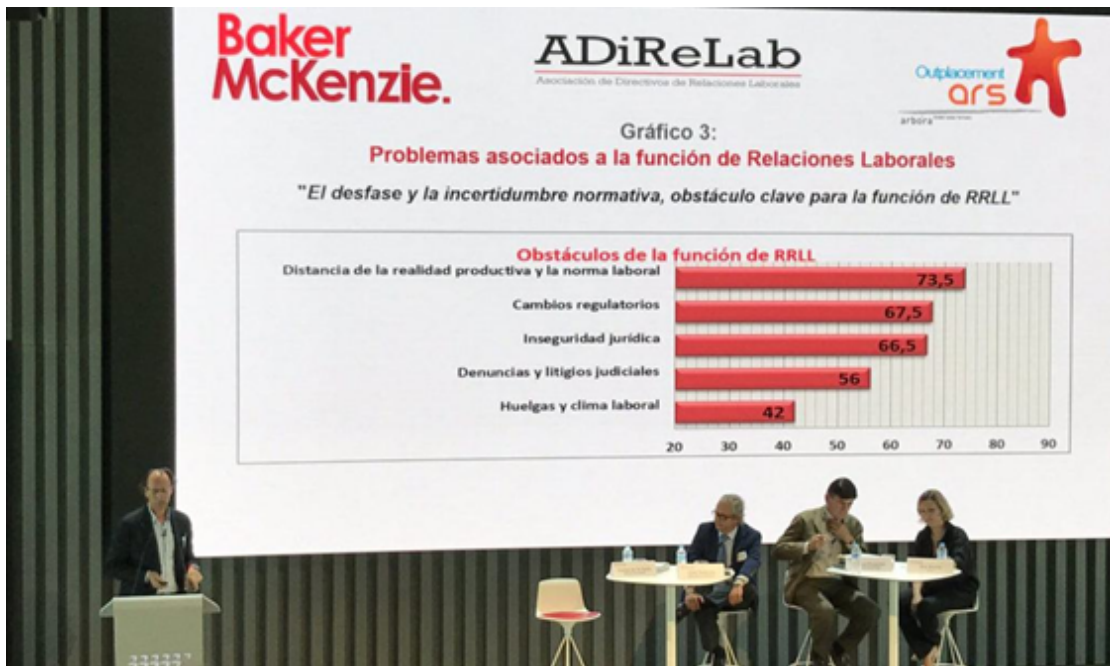 Baker
McKenzie.
ADiReLab
Asociación de Directivos de Relaciones Laborales
Outplacement
ars
arbora
Gráfico 3:
Problemas asociados a la función de Relaciones Laborales
"El desfase y la incertidumbre normativa, obstáculo clave para la función de RRLL"
Obstáculos de la función de RRLL
Distancia de la realidad productiva y la norma laboral 73,5
Cambios regulatorios 67,5
Inseguridad jurídica 66,5
Denuncias y litigios judiciales 56
Huelgas y clima laboral 42
20 30 40 50 60 70 80 90